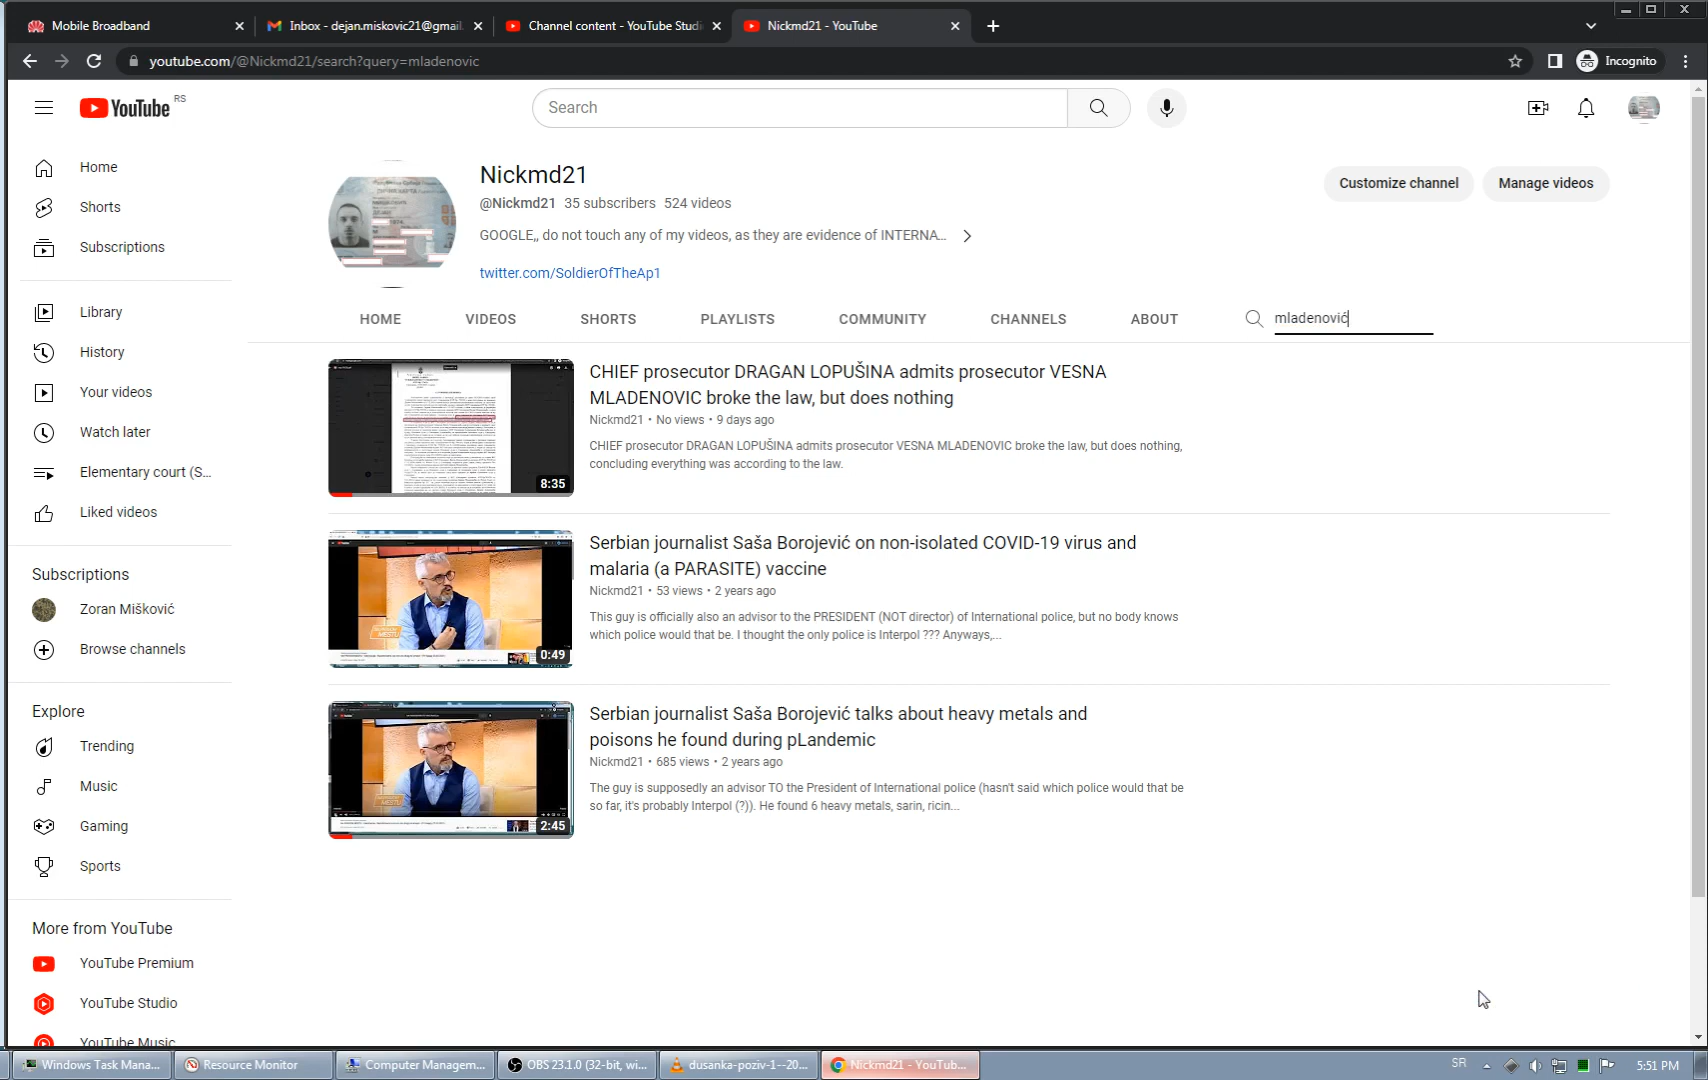 Mobile Broadband
Inbox - dejan.miskovic21@gmail.
Channel content - YouTube Studi
Nickmd21 - YouTube
youtube.com/@Nickmd21/search?query=mladenovic
Incognito
YouTube RS
Search
Home
Shorts
Subscriptions
Library
History
Your videos
Watch later
Elementary court (S...
Liked videos
Subscriptions
Zoran Mišković
Browse channels
Explore
Trending
Music
Gaming
Sports
More from YouTube
YouTube Premium
YouTube Studio
YouTube Music
Nickmd21
@Nickmd21 35 subscribers 524 videos
GOOGLE,, do not touch any of my videos, as they are evidence of INTERNA...
twitter.com/SoldierOfTheAp1
Customize channel
Manage videos
HOME VIDEOS SHORTS PLAYLISTS COMMUNITY CHANNELS ABOUT
mladenović
8:35
CHIEF prosecutor DRAGAN LOPUŠINA admits prosecutor VESNA
MLADENOVIC broke the law, but does nothing
Nickmd21 • No views • 9 days ago
CHIEF prosecutor DRAGAN LOPUŠINA admits prosecutor VESNA MLADENOVIC broke the law, but does nothing,
concluding everything was according to the law.
0:49
Serbian journalist Saša Borojević on non-isolated COVID-19 virus and
malaria (a PARASITE) vaccine
Nickmd21 • 53 views • 2 years ago
This guy is officially also an advisor to the PRESIDENT (NOT director) of International police, but no body knows
which police would that be. I thought the only police is Interpol ??? Anyways,...
2:45
Serbian journalist Saša Borojević talks about heavy metals and
poisons he found during pLandemic
Nickmd21 • 685 views • 2 years ago
The guy is supposedly an advisor TO the President of International police (hasn't said which police would that be
so far, it's probably Interpol (?)). He found 6 heavy metals, sarin, ricin...
Windows Task Mana...
Resource Monitor
Computer Managem...
OBS 23.1.0 (32-bit, wi...
dusanka-poziv-1--20...
Nickmd21 - YouTub...
SR
5:51 PM